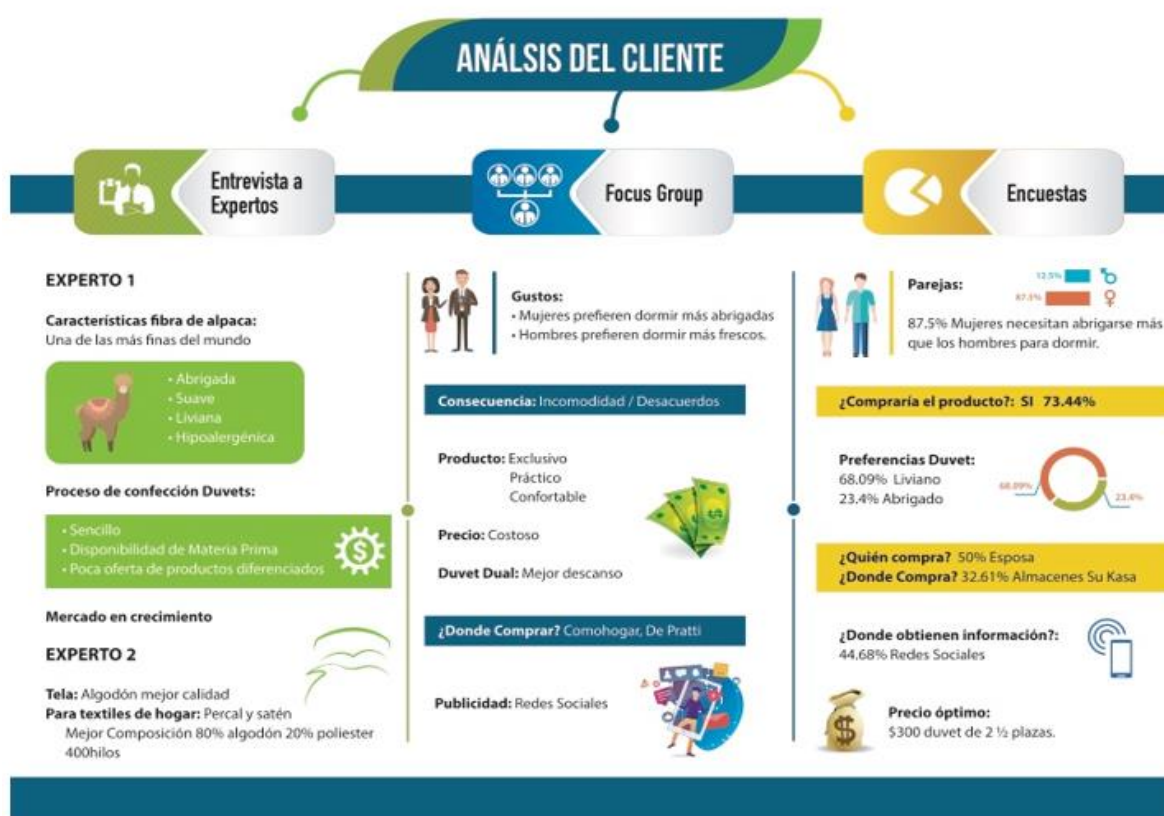 ANÁLSIS DEL CLIENTE
Entrevista a
Expertos
EXPERTO 1
Características fibra de alpaca:
Una de las más finas del mundo
• Abrigada
• Suave
• Liviana
• Hipoalergénica
Proceso de confección Duvets:
• Sencillo
• Disponibilidad de Materia Prima
• Poca oferta de productos diferenciados
Mercado en crecimiento
EXPERTO 2
Tela: Algodón mejor calidad
Para textiles de hogar: Percal y satén
Mejor Composición 80% algodón 20% poliester
400hilos
Focus Group
Gustos:
• Mujeres prefieren dormir más abrigadas
• Hombres prefieren dormir más frescos.
Consecuencia: Incomodidad / Desacuerdos
Producto: Exclusivo
Práctico
Confortable
Precio: Costoso
Duvet Dual: Mejor descanso
¿Donde Comprar? Comohogar, De Pratti
Publicidad: Redes Sociales
Encuestas
Parejas:
12.5%
87.5%
87.5% Mujeres necesitan abrigarse más
que los hombres para dormir.
¿Compraría el producto?: SI 73.44%
Preferencias Duvet:
68.09% Liviano
23.4% Abrigado
68.09%
23.4%
¿Quién compra? 50% Esposa
¿Donde Compra? 32.61% Almacenes Su Kasa
¿Donde obtienen información?:
44.68% Redes Sociales
Precio óptimo:
$300 duvet de 2 ½ plazas.